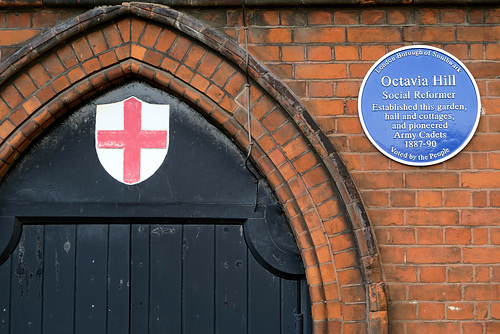 London Borough of Southwark
Octavia Hill
Social Reformer
Established this garden,
hall and cottages,
and pioneered
Army Cadets
1887-90
Voted by the People